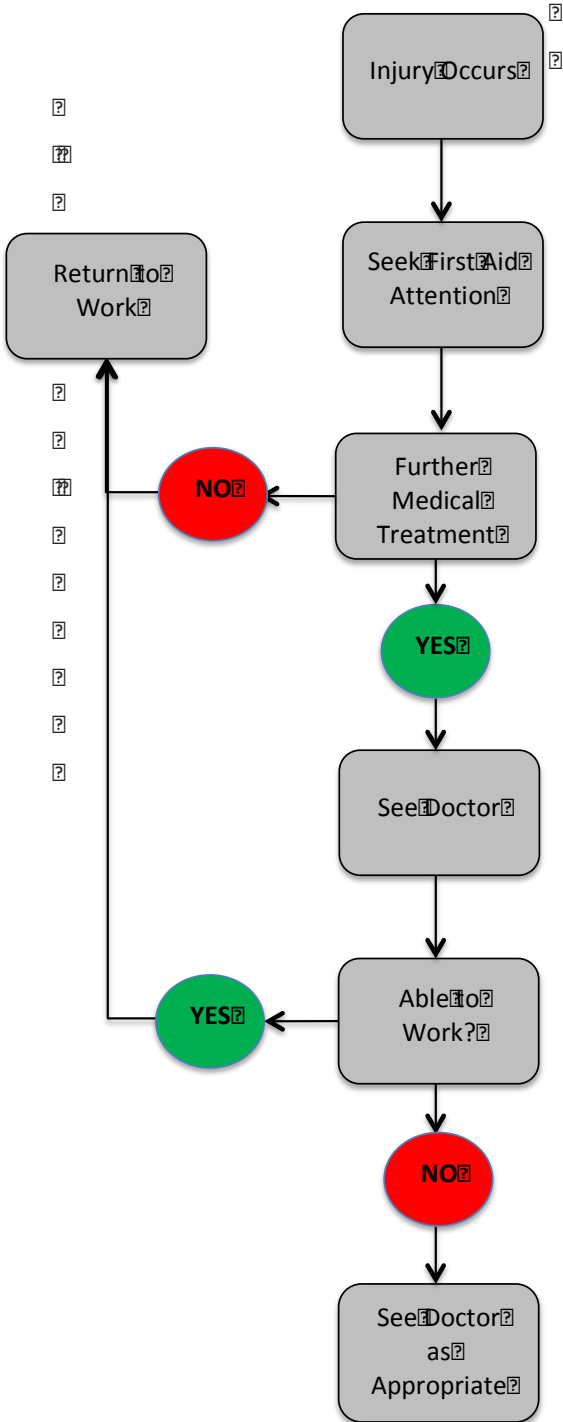 Injury Occurs
Seek First Aid
Attention
Return to
Work
Further
Medical
Treatment
NO
YES
See Doctor
Able to
Work?
YES
NO
See Doctor
as
Appropriate